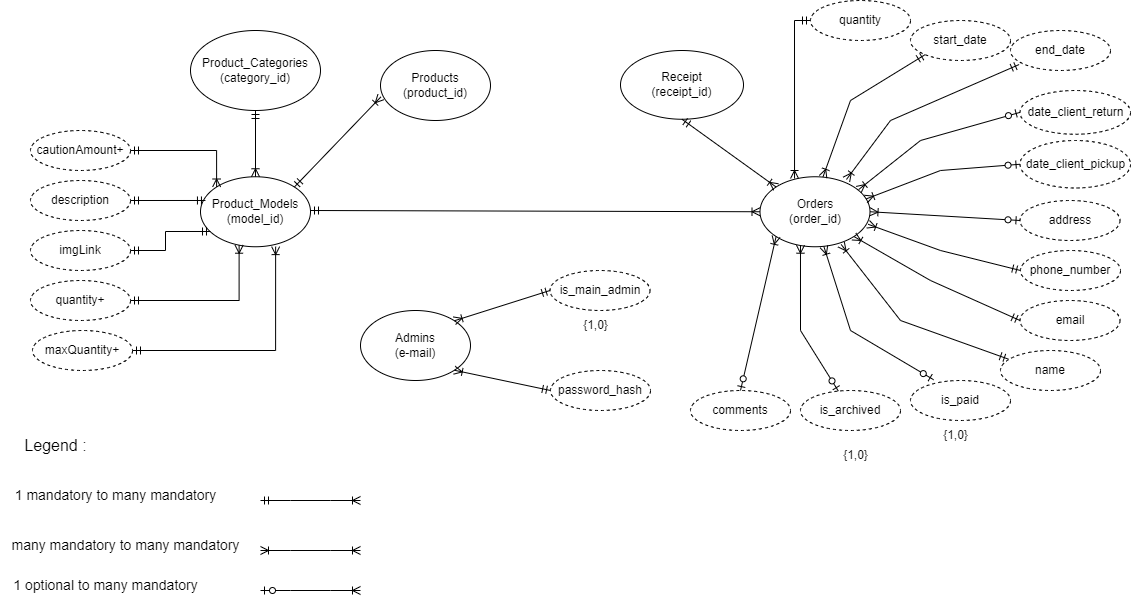 quantity
start_date
end_date
Product_Categories
(category_id)
Products
(product_id)
Receipt
(receipt_id)
date_client_return
cautionAmount+
date_client_pickup
description
Product_Models
(model_id)
Orders
(order_id)
address
imgLink
phone_number
quantity+
is_main_admin
{1,0}
email
maxQuantity+
Admins
(e-mail)
name
password_hash
comments
is_archived
{1,0}
is_paid
{1,0}
Legend :
1 mandatory to many mandatory
many mandatory to many mandatory
1 optional to many mandatory